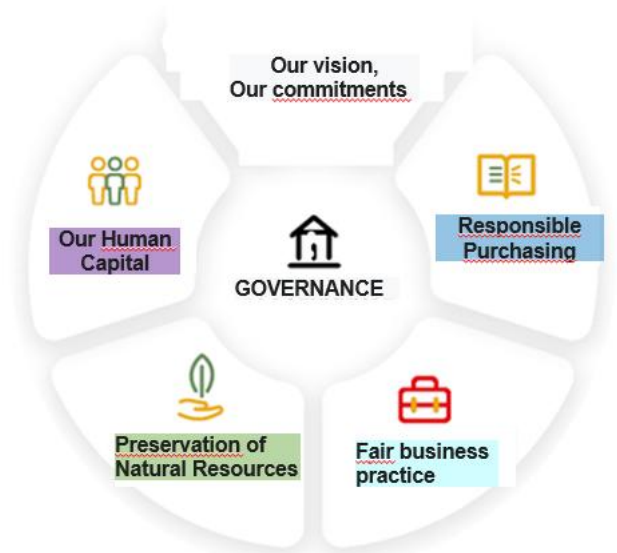 Our vision,
Our commitments
Our Human
Capital
Responsible
Purchasing
GOVERNANCE
Preservation of
Natural Resources
Fair business
practice